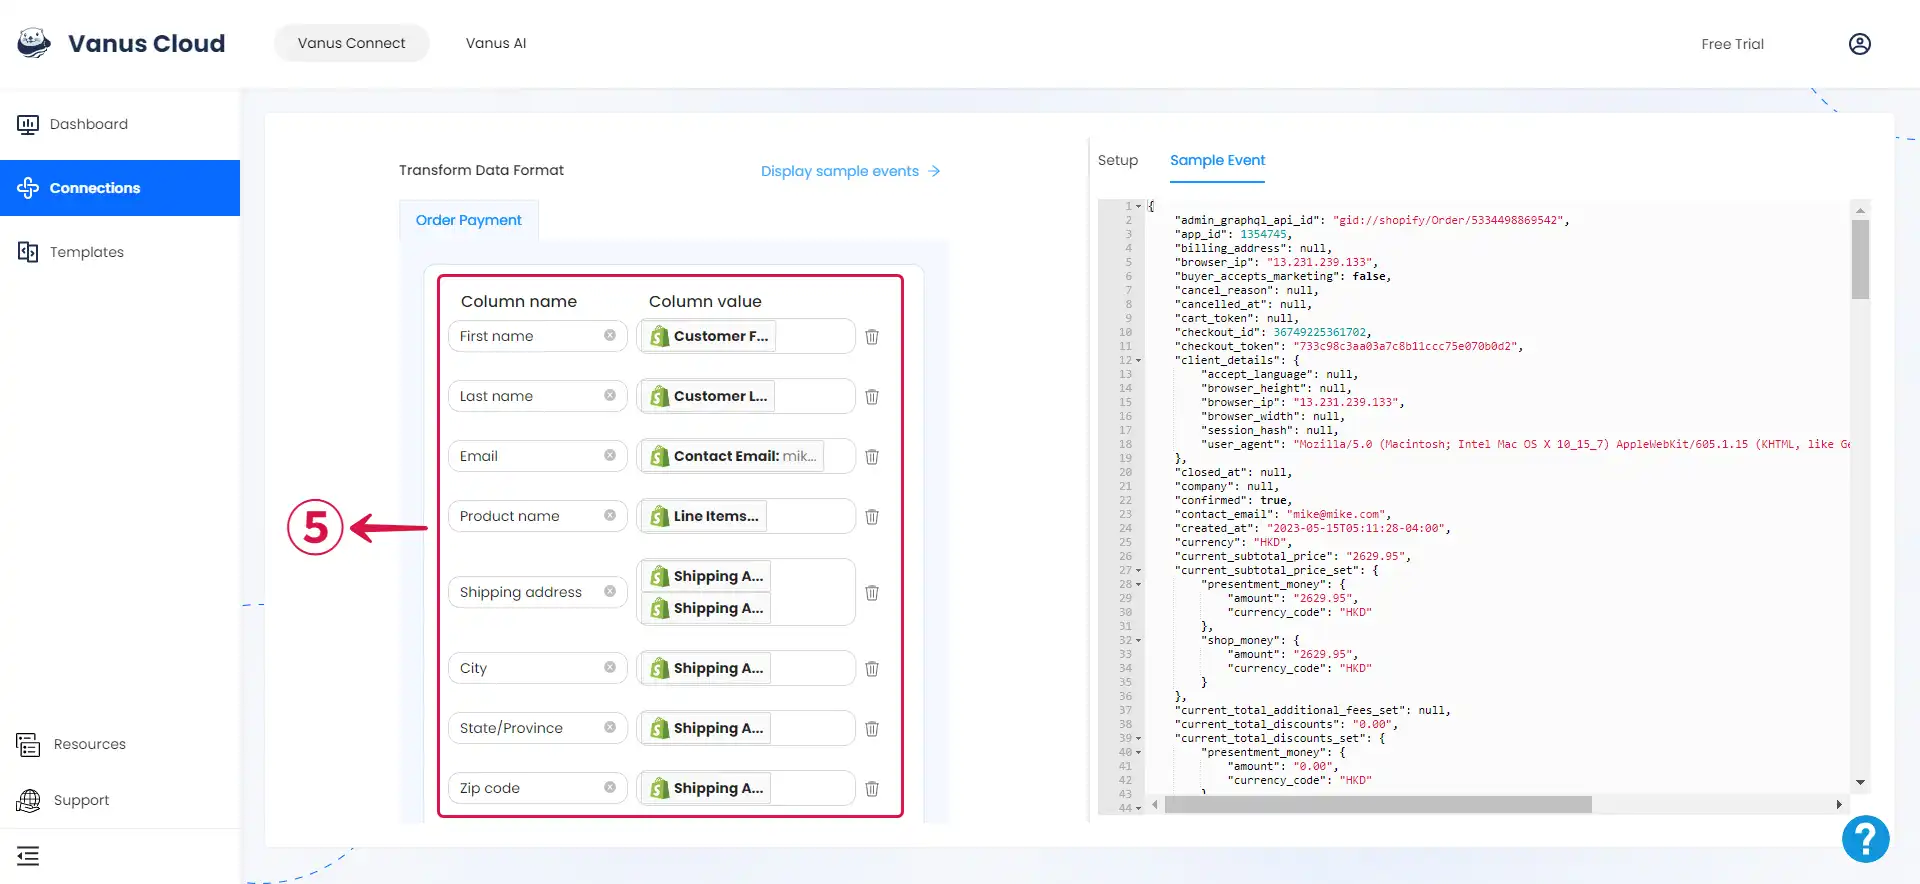 Vanus Cloud
Vanus Connect
Vanus AI
Free Trial
Dashboard
Connections
Templates
Resources
Support
Transform Data Format
Display sample events →
Order Payment
Column name Column value
First name Customer F...
Last name Customer L...
Email Contact Email: mik...
Product name Line Items...
Shipping address Shipping A...
Shipping A...
City Shipping A...
State/Province Shipping A...
Zip code Shipping A...
5
Setup
Sample Event
1 {
2 "admin_graphql_api_id": "gid://shopify/Order/5334498869542",
3 "app_id": 1354745,
4 "billing_address": null,
5 "browser_ip": "13.231.239.133",
6 "buyer_accepts_marketing": false,
7 "cancel_reason": null,
8 "cancelled_at": null,
9 "cart_token": null,
10 "checkout_id": 36749225361702,
11 "checkout_token": "733c98c3aa03a7c8b11ccc75e070b0d2",
12 "client_details": {
13 "accept_language": null,
14 "browser_height": null,
15 "browser_ip": "13.231.239.133",
16 "browser_width": null,
17 "session_hash": null,
18 "user_agent": "Mozilla/5.0 (Macintosh; Intel Mac OS X 10_15_7) AppleWebKit/605.1.15 (KHTML, like Ge
19 },
20 "closed_at": null,
21 "company": null,
22 "confirmed": true,
23 "contact_email": "mike@mike.com",
24 "created_at": "2023-05-15T05:11:28-04:00",
25 "currency": "HKD",
26 "current_subtotal_price": "2629.95",
27 "current_subtotal_price_set": {
28 "presentment_money": {
29 "amount": "2629.95",
30 "currency_code": "HKD"
31 },
32 "shop_money": {
33 "amount": "2629.95",
34 "currency_code": "HKD"
35 }
36 },
37 "current_total_additional_fees_set": null,
38 "current_total_discounts": "0.00",
39 "current_total_discounts_set": {
40 "presentment_money": {
41 "amount": "0.00",
42 "currency_code": "HKD"
43 }
44
?